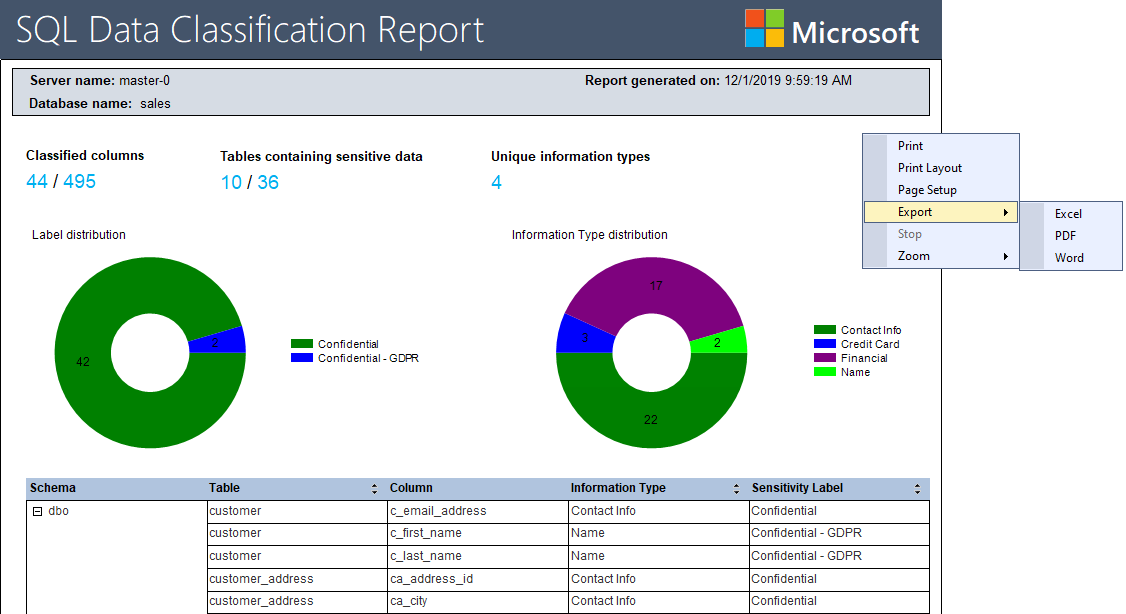 SQL Data Classification Report
Microsoft
Server name: master-0
Report generated on: 12/1/2019 9:59:19 AM
Database name: sales
Classified columns
44 / 495
Tables containing sensitive data
10 / 36
Unique information types
4
Print
Print Layout
Page Setup
Export
Stop
Zoom
Excel
PDF
Word
Label distribution
42
2
Confidential
Confidential - GDPR
Information Type distribution
17
3
2
22
Contact Info
Credit Card
Financial
Name
Schema Table Column Information Type Sensitivity Label
dbo customer c_email_address Contact Info Confidential
customer c_first_name Name Confidential - GDPR
customer c_last_name Name Confidential - GDPR
customer_address ca_address_id Contact Info Confidential
customer_address ca_city Contact Info Confidential